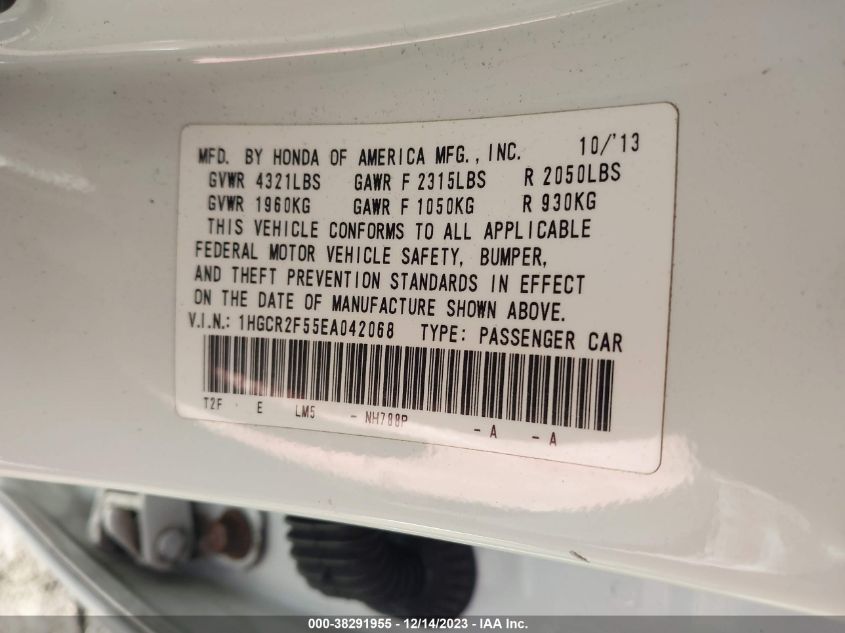 MFD. BY HONDA OF AMERICA MFG., INC. 10/'13
GVWR 4321LBS GAWR F 2315LBS R 2050LBS
GVWR 1960KG GAWR F 1050KG R 930KG
THIS VEHICLE CONFORMS TO ALL APPLICABLE
FEDERAL MOTOR VEHICLE SAFETY, BUMPER,
AND THEFT PREVENTION STANDARDS IN EFFECT
ON THE DATE OF MANUFACTURE SHOWN ABOVE.
V.I.N.: 1HGCR2F55EA042068 TYPE: PASSENGER CAR
T2F - E LM5 - NH788P - A - A
000-38291955 - 12/14/2023 - IAA Inc.